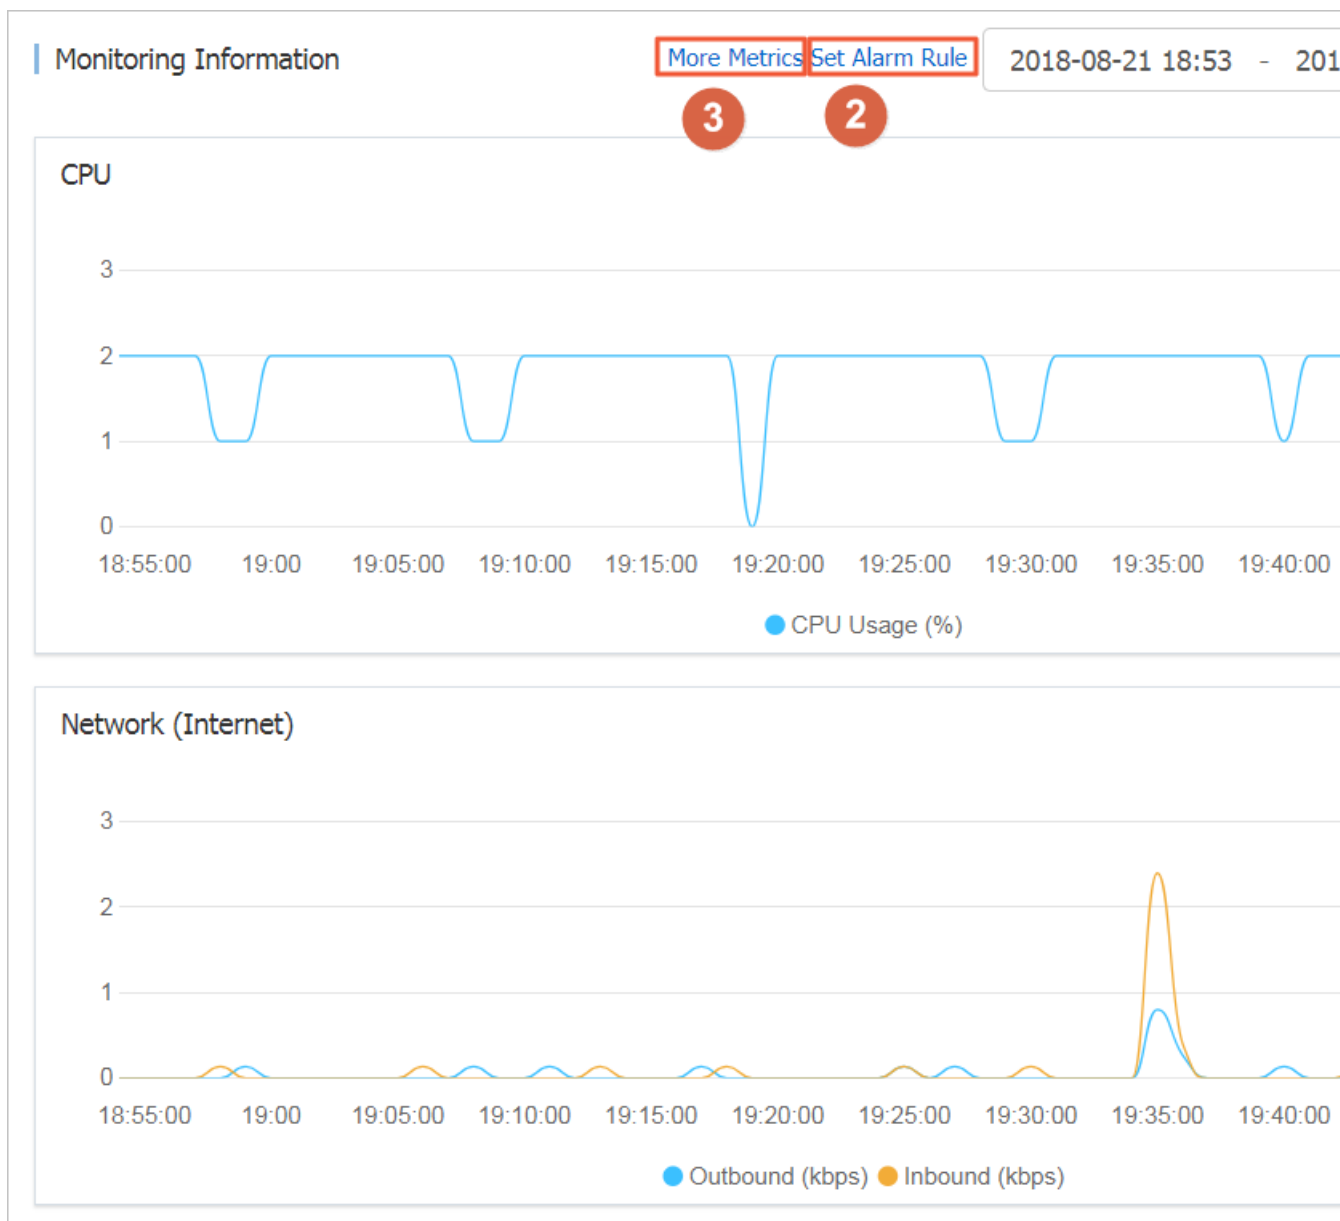 Monitoring Information More Metrics Set Alarm Rule 2018-08-21 18:53 - 201
3 2
CPU
3
2
1
0
18:55:00 19:00 19:05:00 19:10:00 19:15:00 19:20:00 19:25:00 19:30:00 19:35:00 19:40:00
CPU Usage (%)
Network (Internet)
3
2
1
0
18:55:00 19:00 19:05:00 19:10:00 19:15:00 19:20:00 19:25:00 19:30:00 19:35:00 19:40:00
Outbound (kbps) Inbound (kbps)